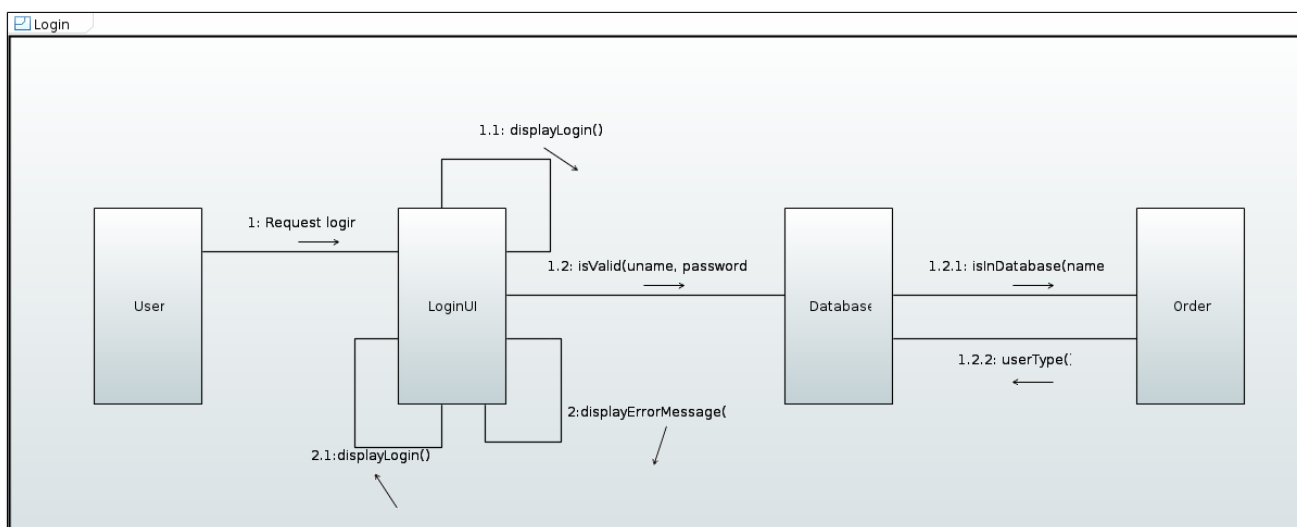 Login
1.1: displayLogin()
1: Request logir
1.2: isValid(uname, password
1.2.1: isInDatabase(name
User
LoginUI
Database
Order
1.2.2: userType()
2:displayErrorMessage(
2.1:displayLogin()